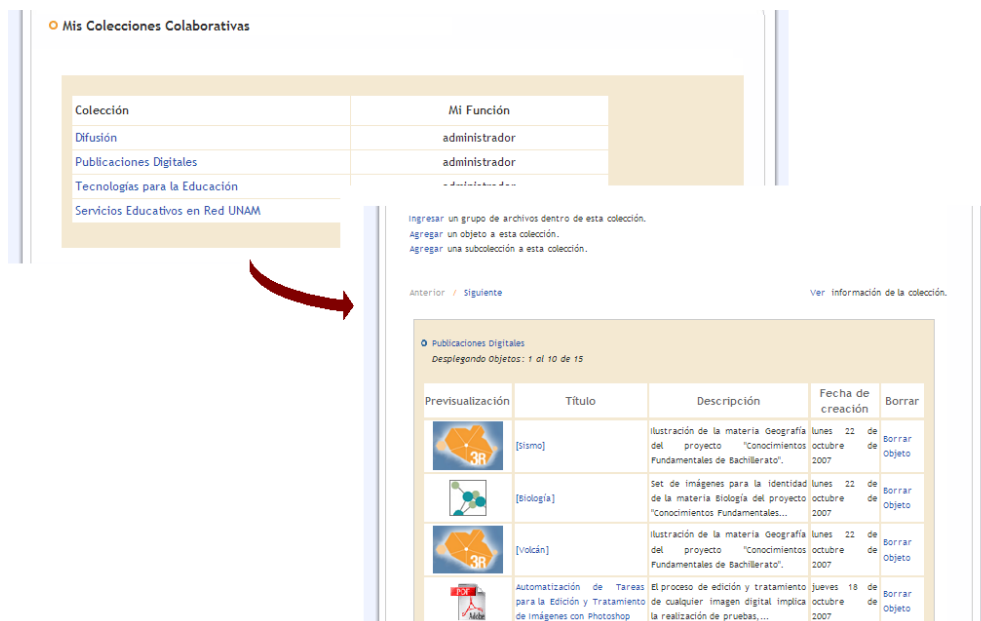 Mis Colecciones Colaborativas
Colección Mi Función
Difusión administrador
Publicaciones Digitales administrador
Tecnologías para la Educación administrador
Servicios Educativos en Red UNAM
Ingresar un grupo de archivos dentro de esta colección.
Agregar un objeto a esta colección.
Agregar una subcolección a esta colección.
Anterior / Siguiente Ver información de la colección.
Publicaciones Digitales
Desplegando Objetos: 1 al 10 de 15
Previsualización Título Descripción Fecha de creación Borrar
3R
[Sismo]
Ilustración de la materia Geografía
del proyecto "Conocimientos
Fundamentales de Bachillerato".
lunes 22 de
octubre de
2007
Borrar
Objeto
[Biología]
Set de imágenes para la identidad
de la materia Biología del proyecto
"Conocimientos Fundamentales...
lunes 22 de
octubre de
2007
Borrar
Objeto
3R
[Volcán]
Ilustración de la materia Geografía
del proyecto "Conocimientos
Fundamentales de Bachillerato".
lunes 22 de
octubre de
2007
Borrar
Objeto
PDF
Adobe
Automatización de Tareas
para la Edición y Tratamiento
de Imágenes con Photoshop
El proceso de edición y tratamiento
de cualquier imagen digital implica
la realización de pruebas,...
jueves 18 de
octubre de
2007
Borrar
Objeto